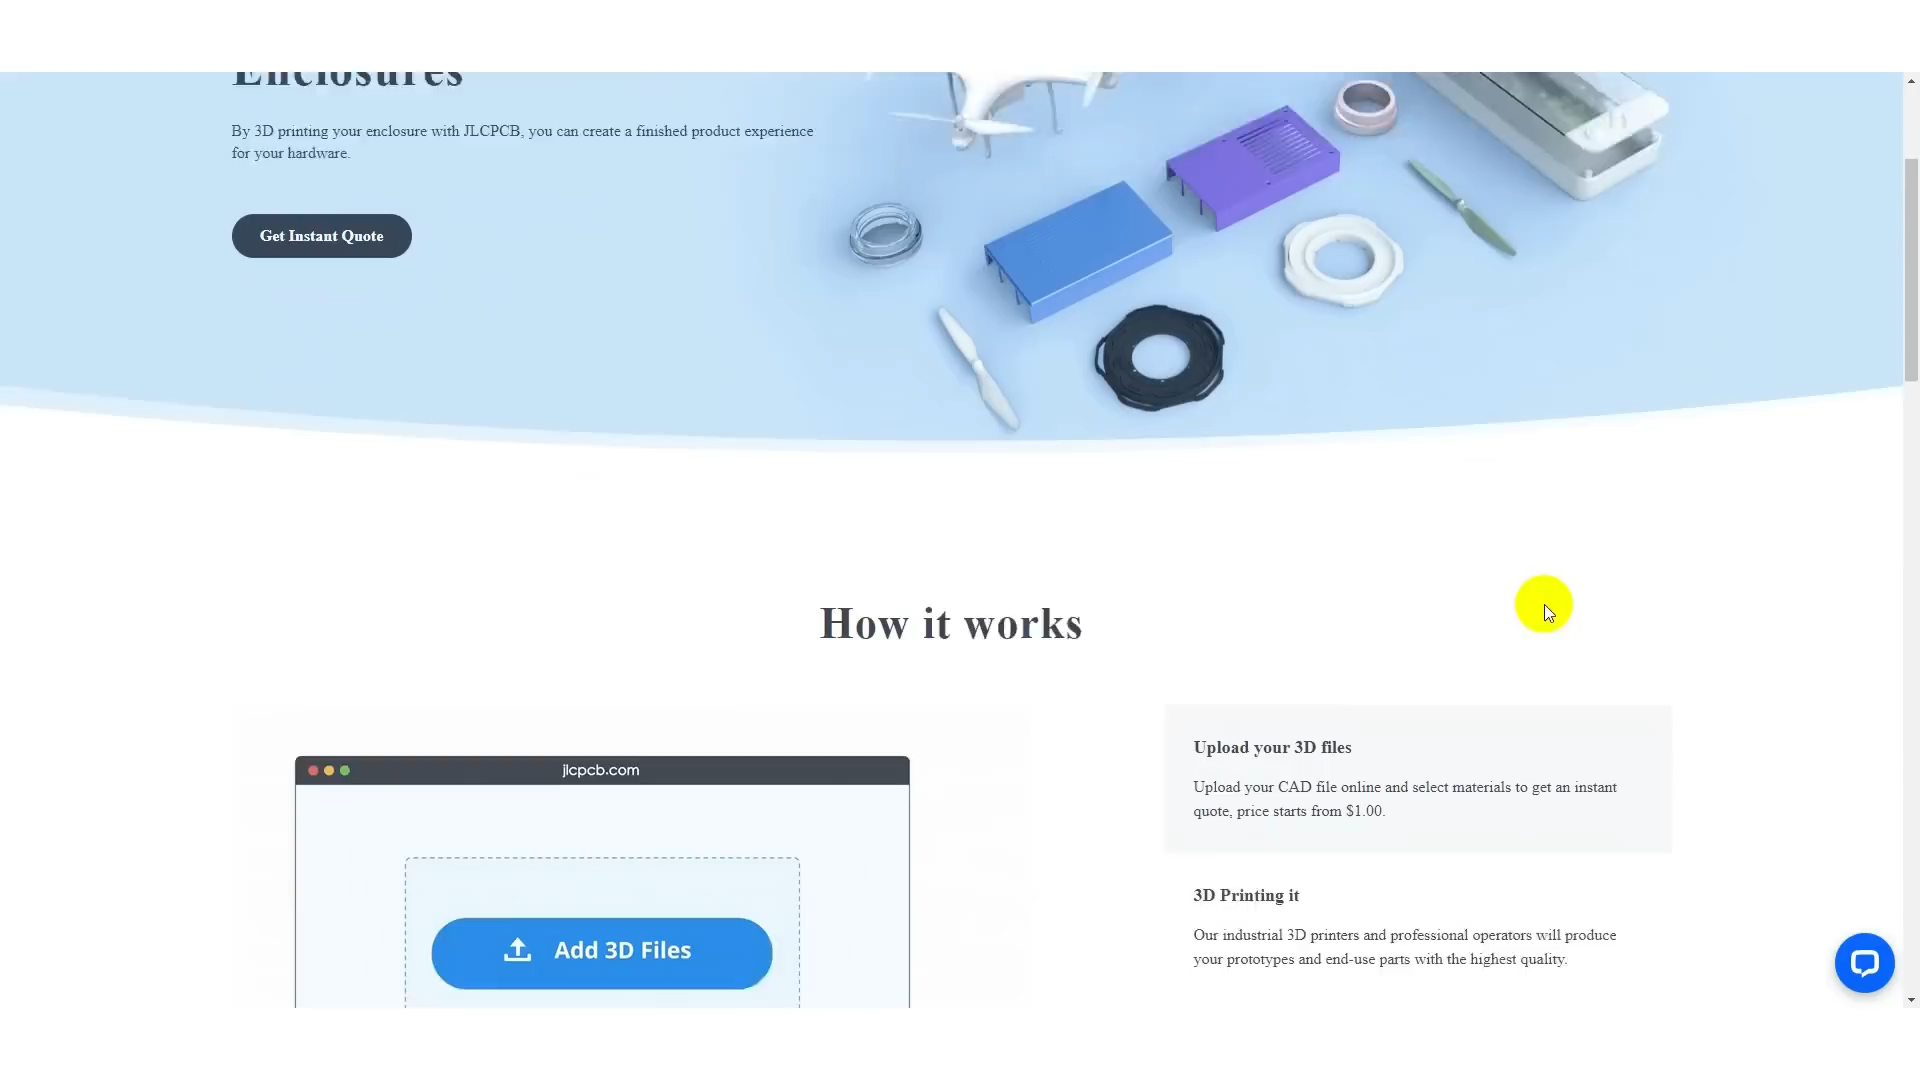 Enclosures
By 3D printing your enclosure with JLCPCB, you can create a finished product experience
for your hardware.
Get Instant Quote
How it works
jlcpcb.com
Add 3D Files
Upload your 3D files
Upload your CAD file online and select materials to get an instant
quote, price starts from $1.00.
3D Printing it
Our industrial 3D printers and professional operators will produce
your prototypes and end-use parts with the highest quality.